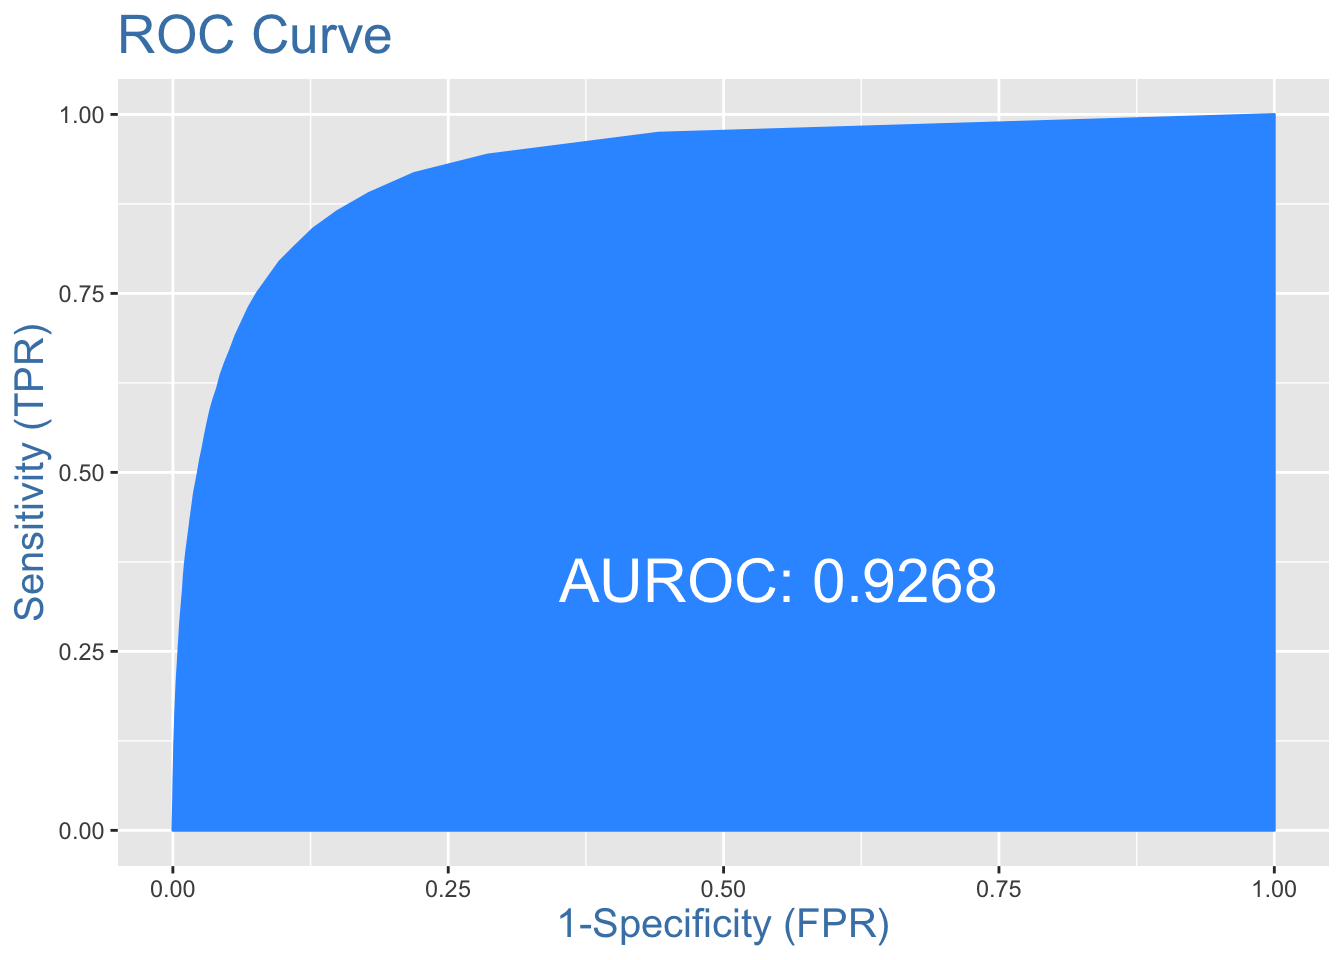 ROC Curve
1.00
0.75
0.50
0.25
0.00
Sensitivity (TPR)
AUROC: 0.9268
0.00 0.25 0.50 0.75 1.00
1-Specificity (FPR)